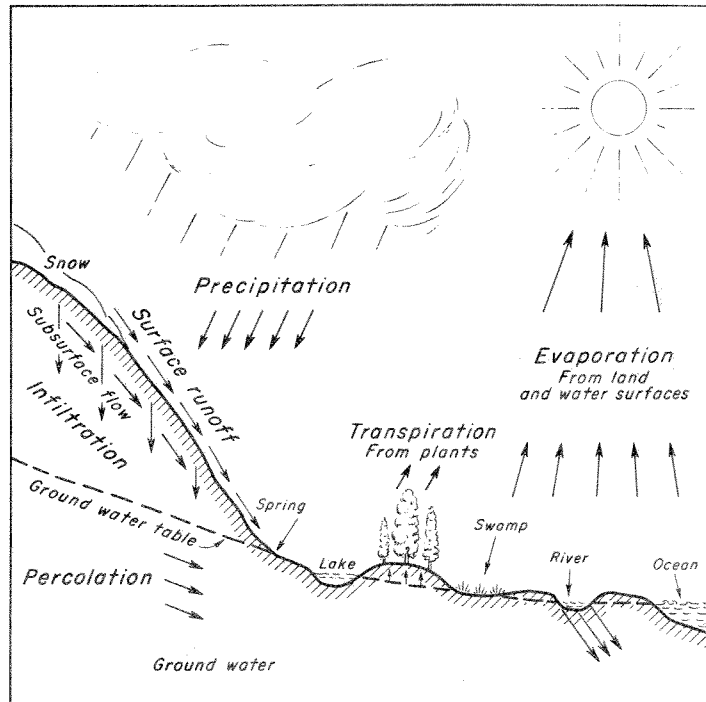 Snow
Precipitation
Surface runoff
Subsurface flow
Infiltration
Evaporation
From land
and water surfaces
Transpiration
From plants
Ground water table
Spring
Swamp
Lake
River
Ocean
Percolation
Ground water